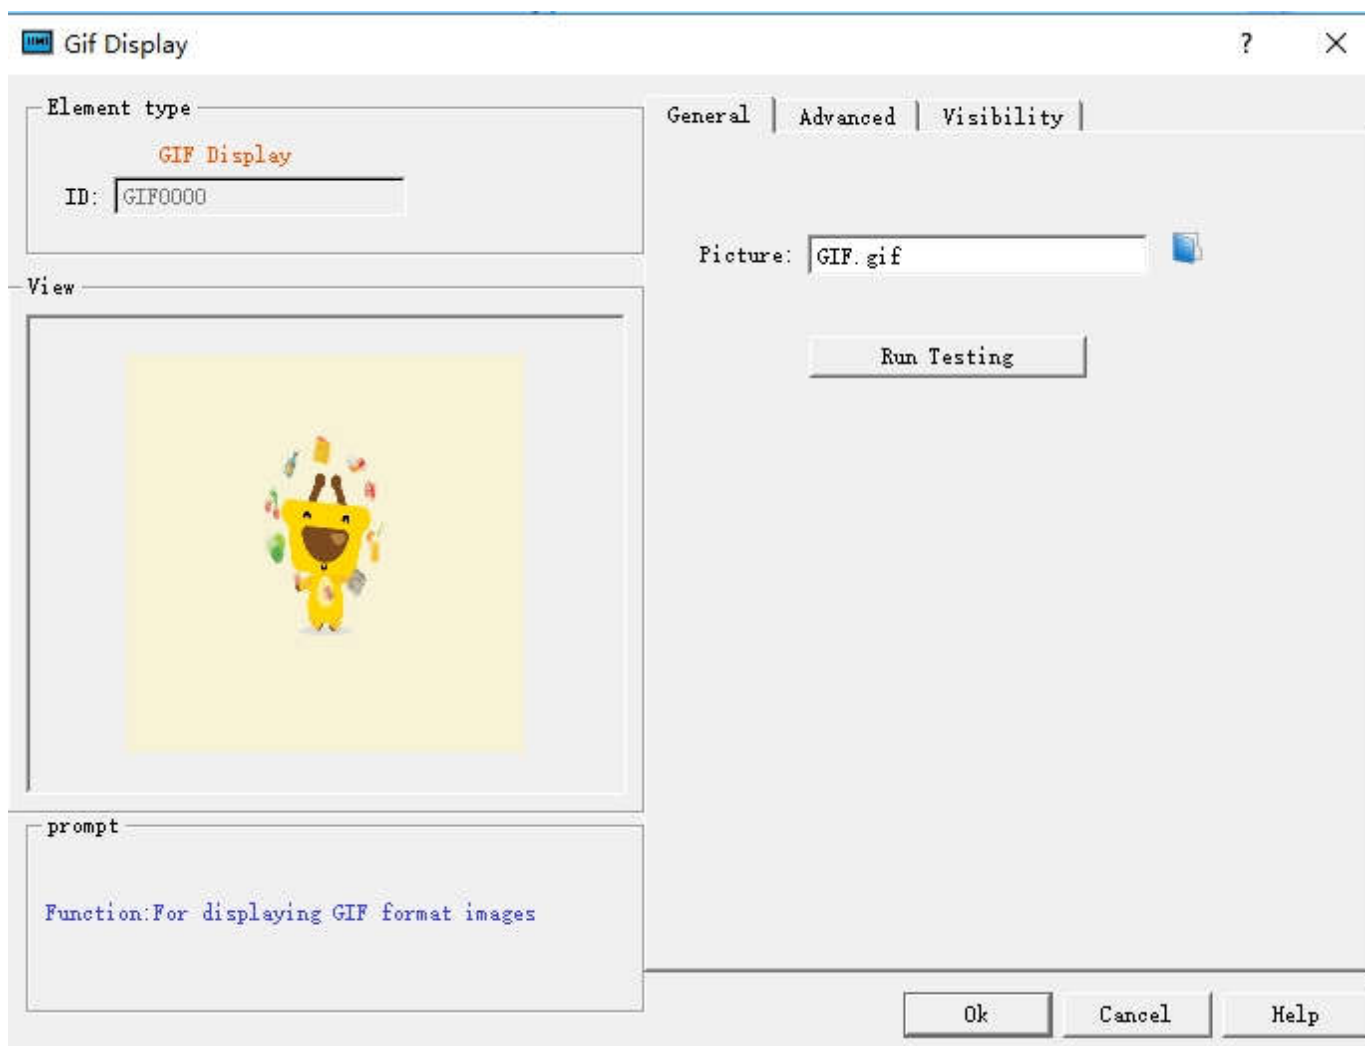 Gif Display
?
Element type
GIF Display
ID: GIF0000
View
prompt
Function:For displaying GIF format images
General
Advanced
Visibility
Picture: GIF.gif
Run Testing
Ok
Cancel
Help